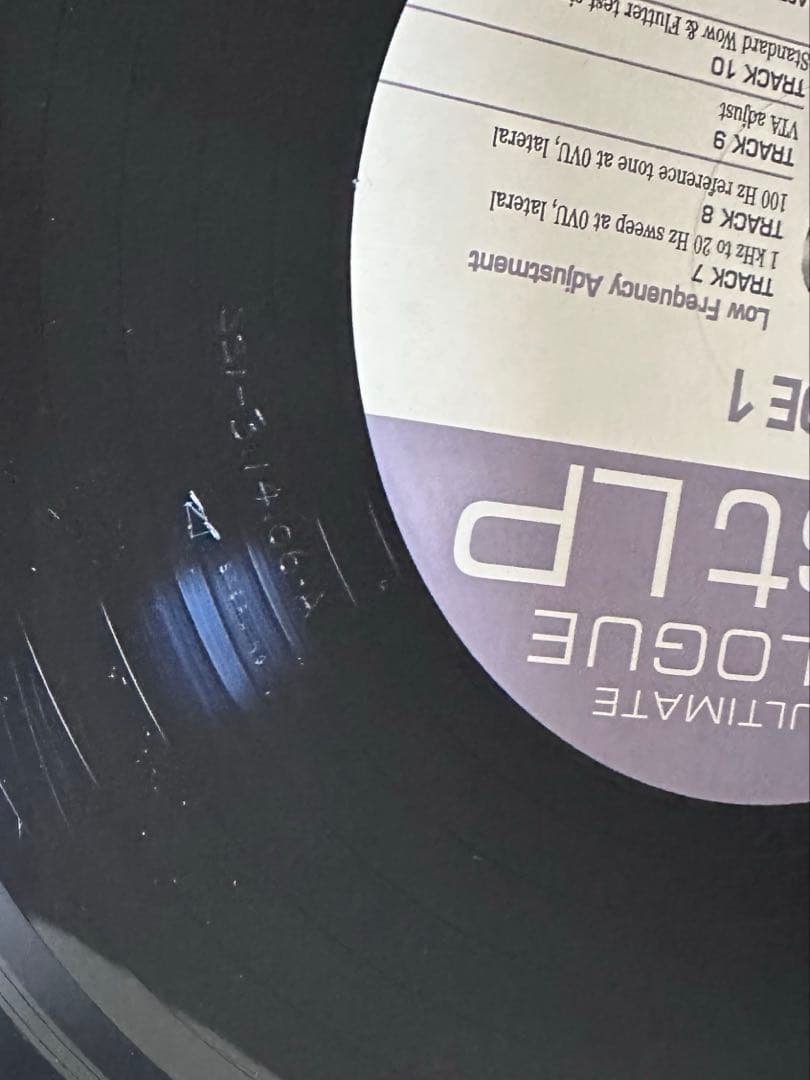 ULTIMATE
LOGUE
tLP
E 1
Low Frequency Adjustment
TRACK 7
1 kHz to 20 Hz sweep at 0VU, lateral
TRACK 8
100 Hz reference tone at 0VU, lateral
TRACK 9
VTA adjust
TRACK 10
Standard Wow & Flutter test